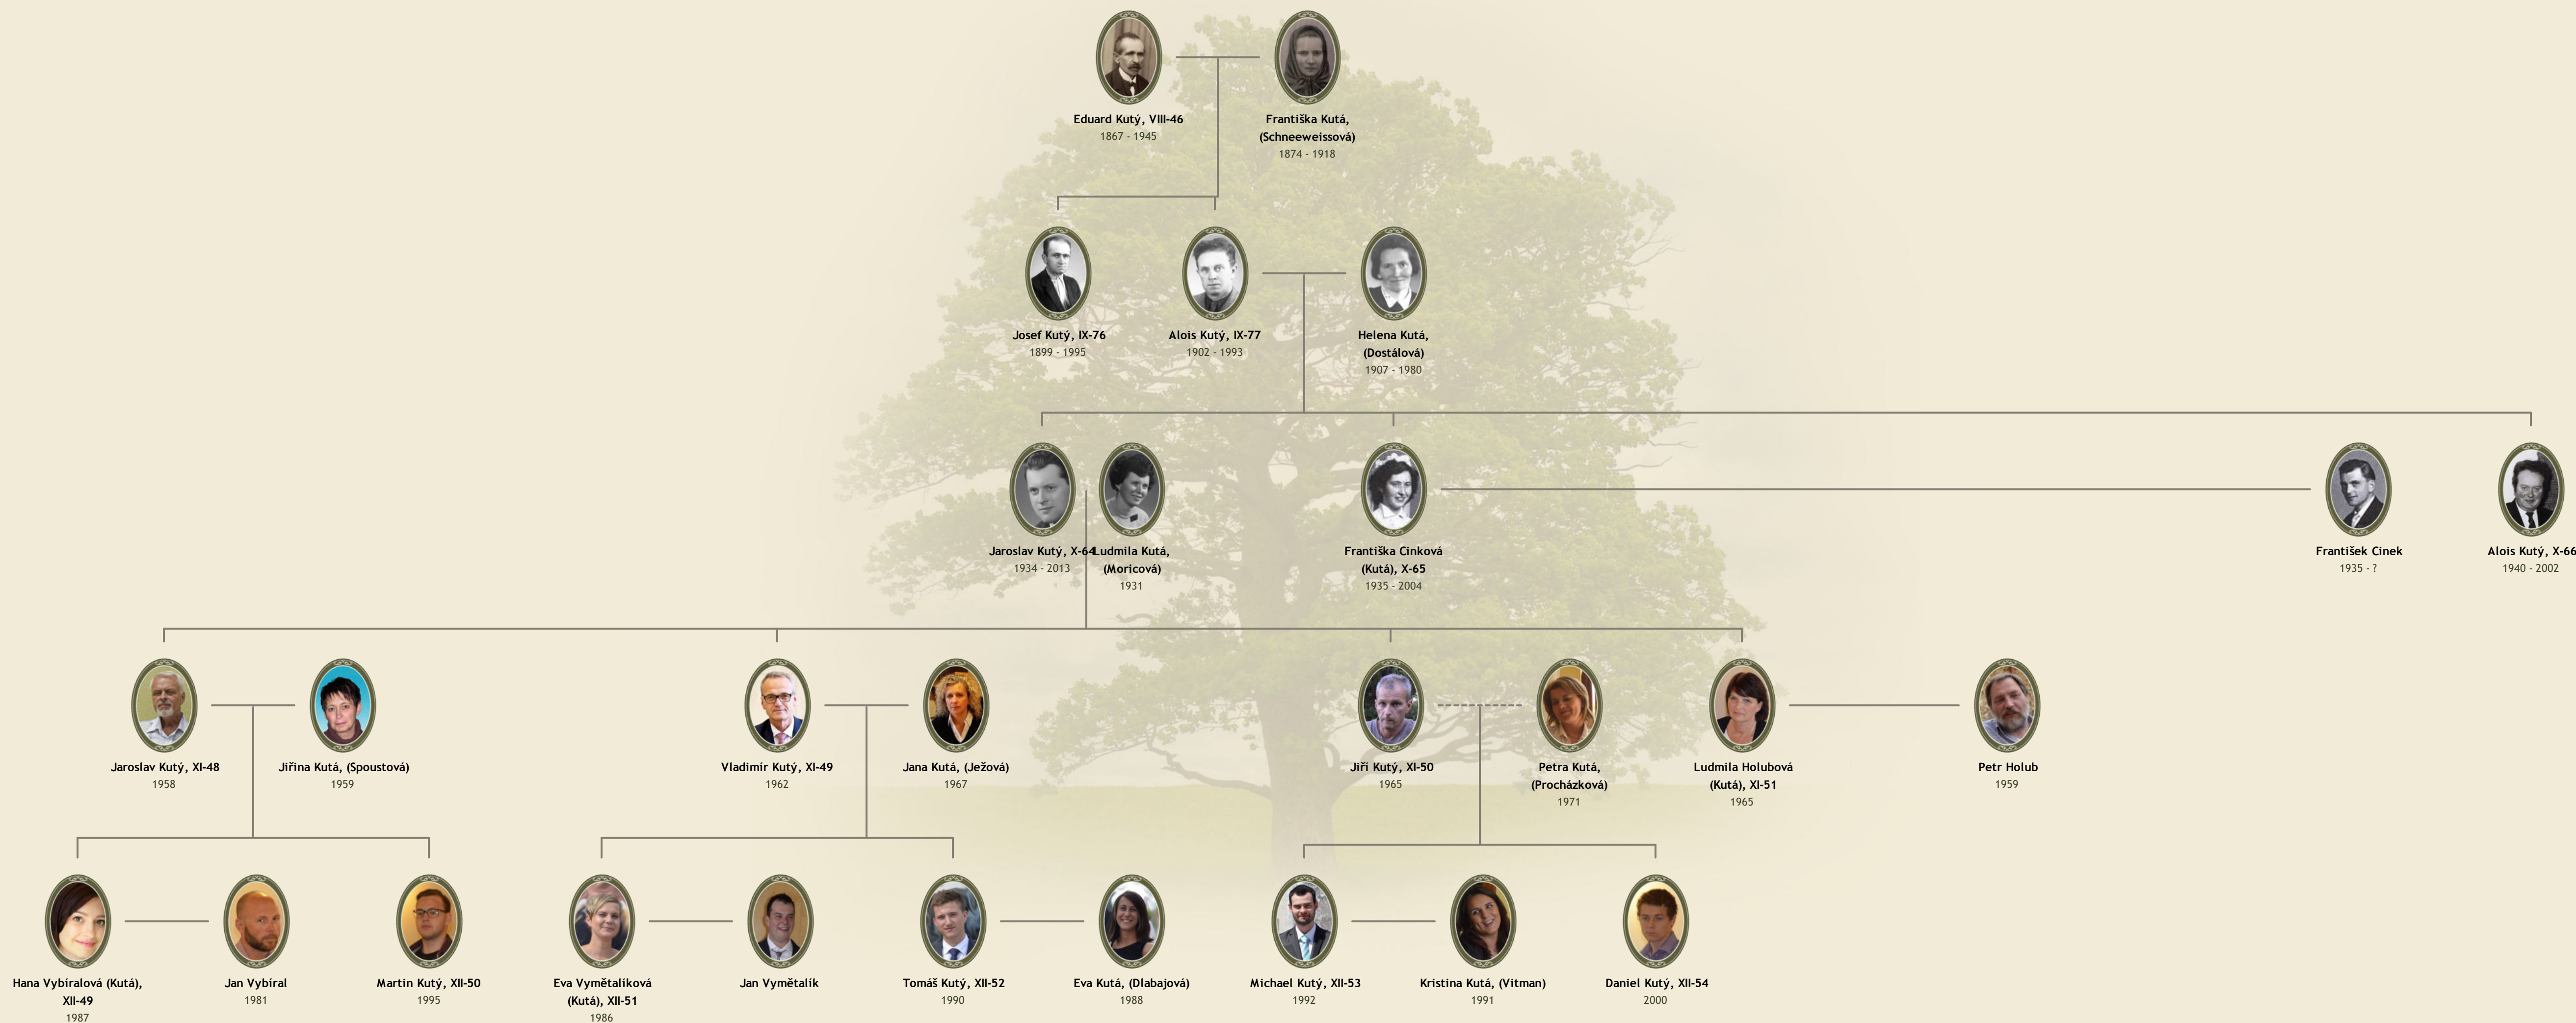 Eduard Kutý, VIII-46
1867 - 1945
Františka Kutá,
(Schneeweissová)
1874 - 1918
Josef Kutý, IX-76
1899 - 1995
Alois Kutý, IX-77
1902 - 1993
Helena Kutá,
(Dostálová)
1907 - 1980
Jaroslav Kutý, X-64
1934 - 2013
Ludmila Kutá,
(Moricová)
1931
Františka Cinková
(Kutá), X-65
1935 - 2004
František Cinek
1935 - ?
Alois Kutý, X-66
1940 - 2002
Jaroslav Kutý, XI-48
1958
Jiřina Kutá, (Spoustová)
1959
Vladimír Kutý, XI-49
1962
Jana Kutá, (Ježová)
1967
Jiří Kutý, XI-50
1965
Petra Kutá,
(Procházková)
1971
Ludmila Holubová
(Kutá), XI-51
1965
Petr Holub
1959
Hana Vybíralová (Kutá),
XII-49
1987
Jan Vybíral
1981
Martin Kutý, XII-50
1995
Eva Vymětalíková
(Kutá), XII-51
1986
Jan Vymětalík
Tomáš Kutý, XII-52
1990
Eva Kutá, (Dlabajová)
1988
Michael Kutý, XII-53
1992
Kristina Kutá, (Vitman)
1991
Daniel Kutý, XII-54
2000